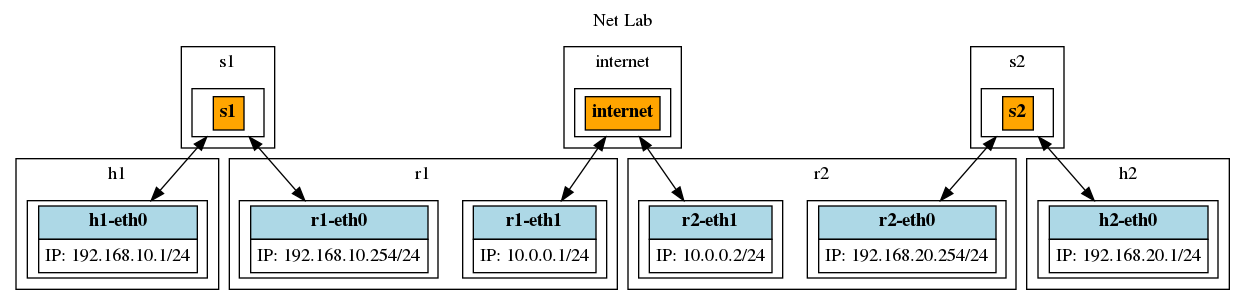 Net Lab
s1
internet
s2
s1
internet
s2
h1
r1
r2
h2
h1-eth0
r1-eth0
r1-eth1
r2-eth1
r2-eth0
h2-eth0
IP: 192.168.10.1/24
IP: 192.168.10.254/24
IP: 10.0.0.1/24
IP: 10.0.0.2/24
IP: 192.168.20.254/24
IP: 192.168.20.1/24